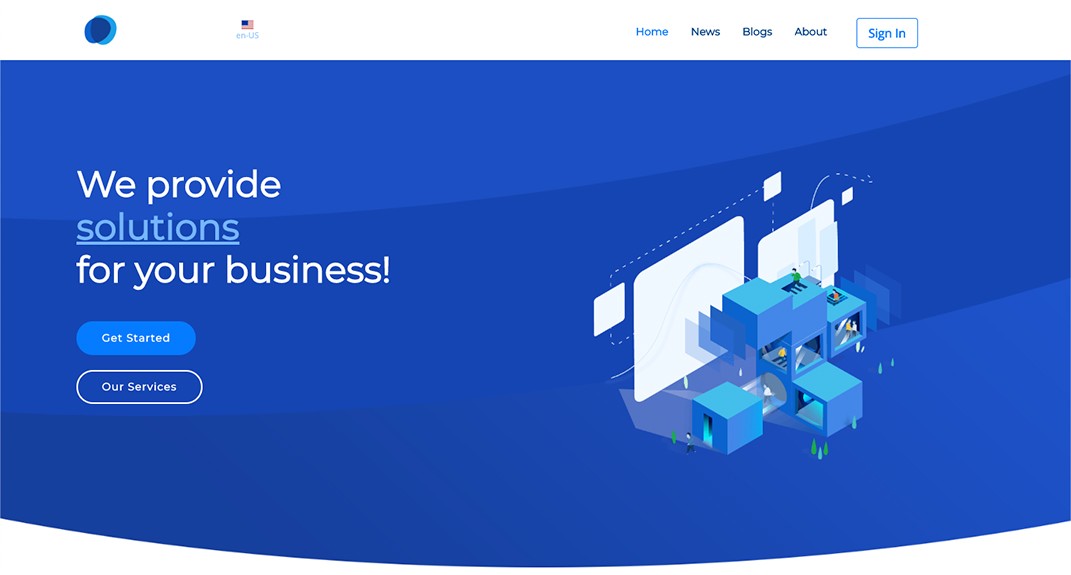 en-US
Home News Blogs About Sign In
We provide
solutions
for your business!
Get Started
Our Services